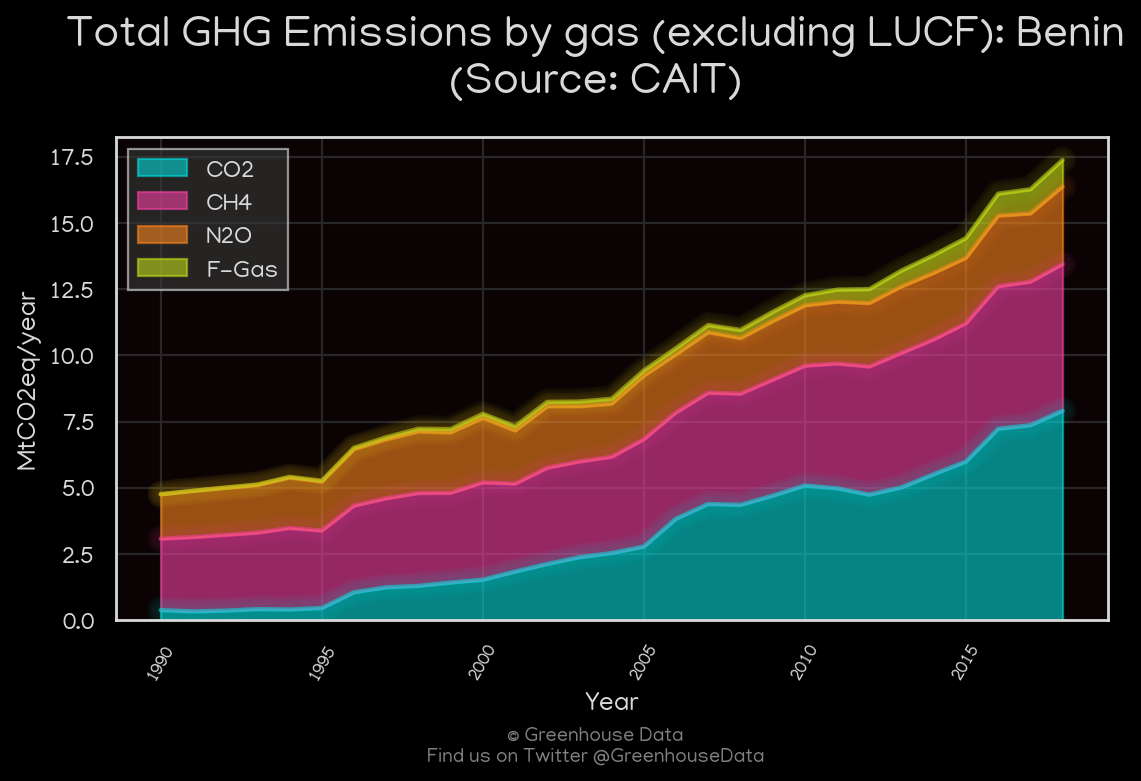 Total GHG Emissions by gas (excluding LUCF): Benin
(Source: CAIT)
17.5
15.0
12.5
10.0
7.5
5.0
2.5
0.0
MtCO2eq/year
CO2
CH4
N2O
F-Gas
1990
1995
2000
2005
2010
2015
Year
© Greenhouse Data
Find us on Twitter @GreenhouseData